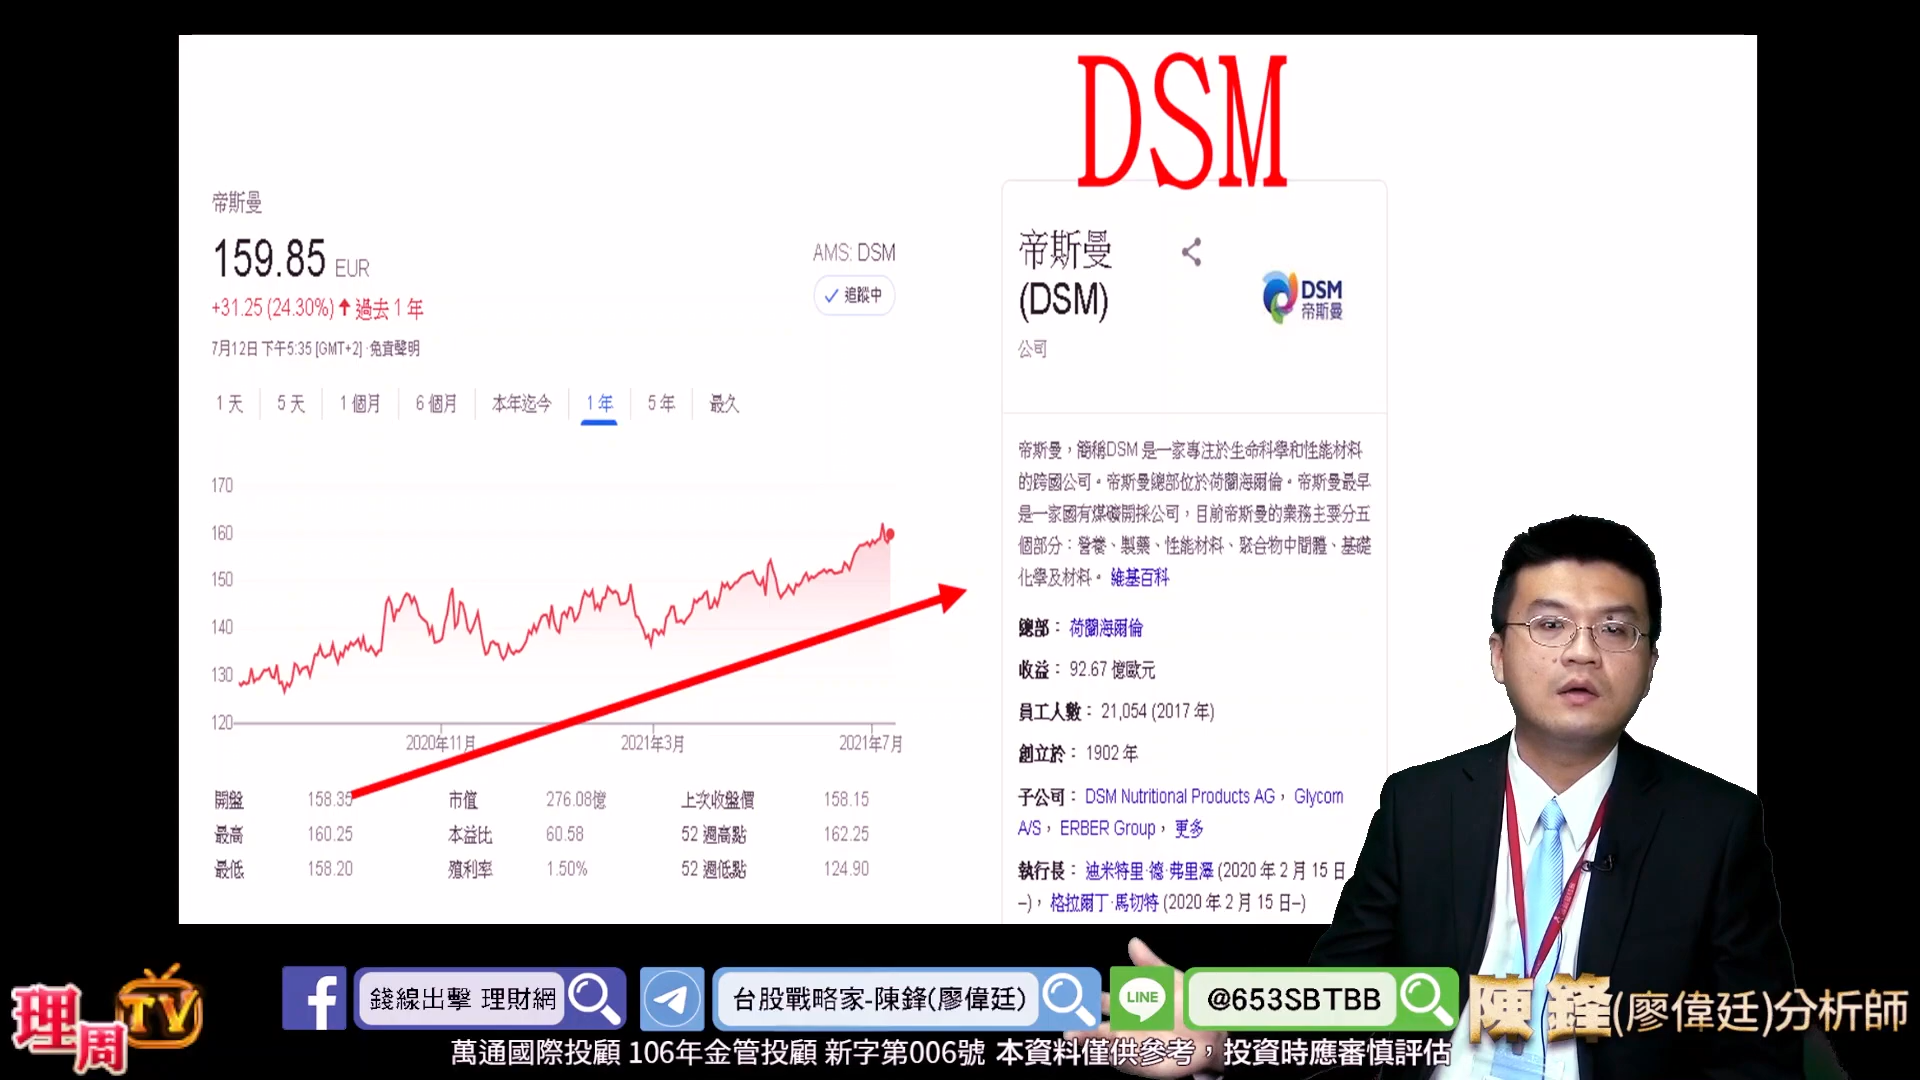 DSM
帝斯曼
159.85 EUR
+31.25 (24.30%) ↑ 過去 1 年
7月12日 下午5:35 [GMT+2] · 免責聲明
AMS: DSM
✓ 追蹤中
1 天 5 天 1 個月 6 個月 本年迄今 1 年 5 年 最久
170
160
150
140
130
120
2020年11月 2021年3月 2021年7月
開盤 158.35 市值 276.08億 上次收盤價 158.15
最高 160.25 本益比 60.58 52 週高點 162.25
最低 158.20 殖利率 1.50% 52 週低點 124.90
帝斯曼
(DSM)
公司
DSM
帝斯曼
帝斯曼，簡稱DSM 是一家專注於生命科學和性能材料
的跨國公司。帝斯曼總部位於荷蘭海爾倫。帝斯曼最早
是一家國有煤礦開採公司，目前帝斯曼的業務主要分五
個部分：營養、製藥、性能材料、聚合物中間體、基礎
化學及材料。 維基百科
總部： 荷蘭海爾倫
收益： 92.67 億歐元
員工人數： 21,054 (2017 年)
創立於： 1902 年
子公司： DSM Nutritional Products AG， Glycom
A/S， ERBER Group， 更多
執行長： 迪米特里·德·弗里澤 (2020 年 2 月 15 日
–)， 格拉爾丁·馬切特 (2020 年 2 月 15 日–)
理周TV
錢線出擊 理財網
台股戰略家-陳鋒(廖偉廷)
LINE
@653SBTBB
陳鋒(廖偉廷)分析師
萬通國際投顧 106年金管投顧 新字第006號 本資料僅供參考，投資時應審慎評估